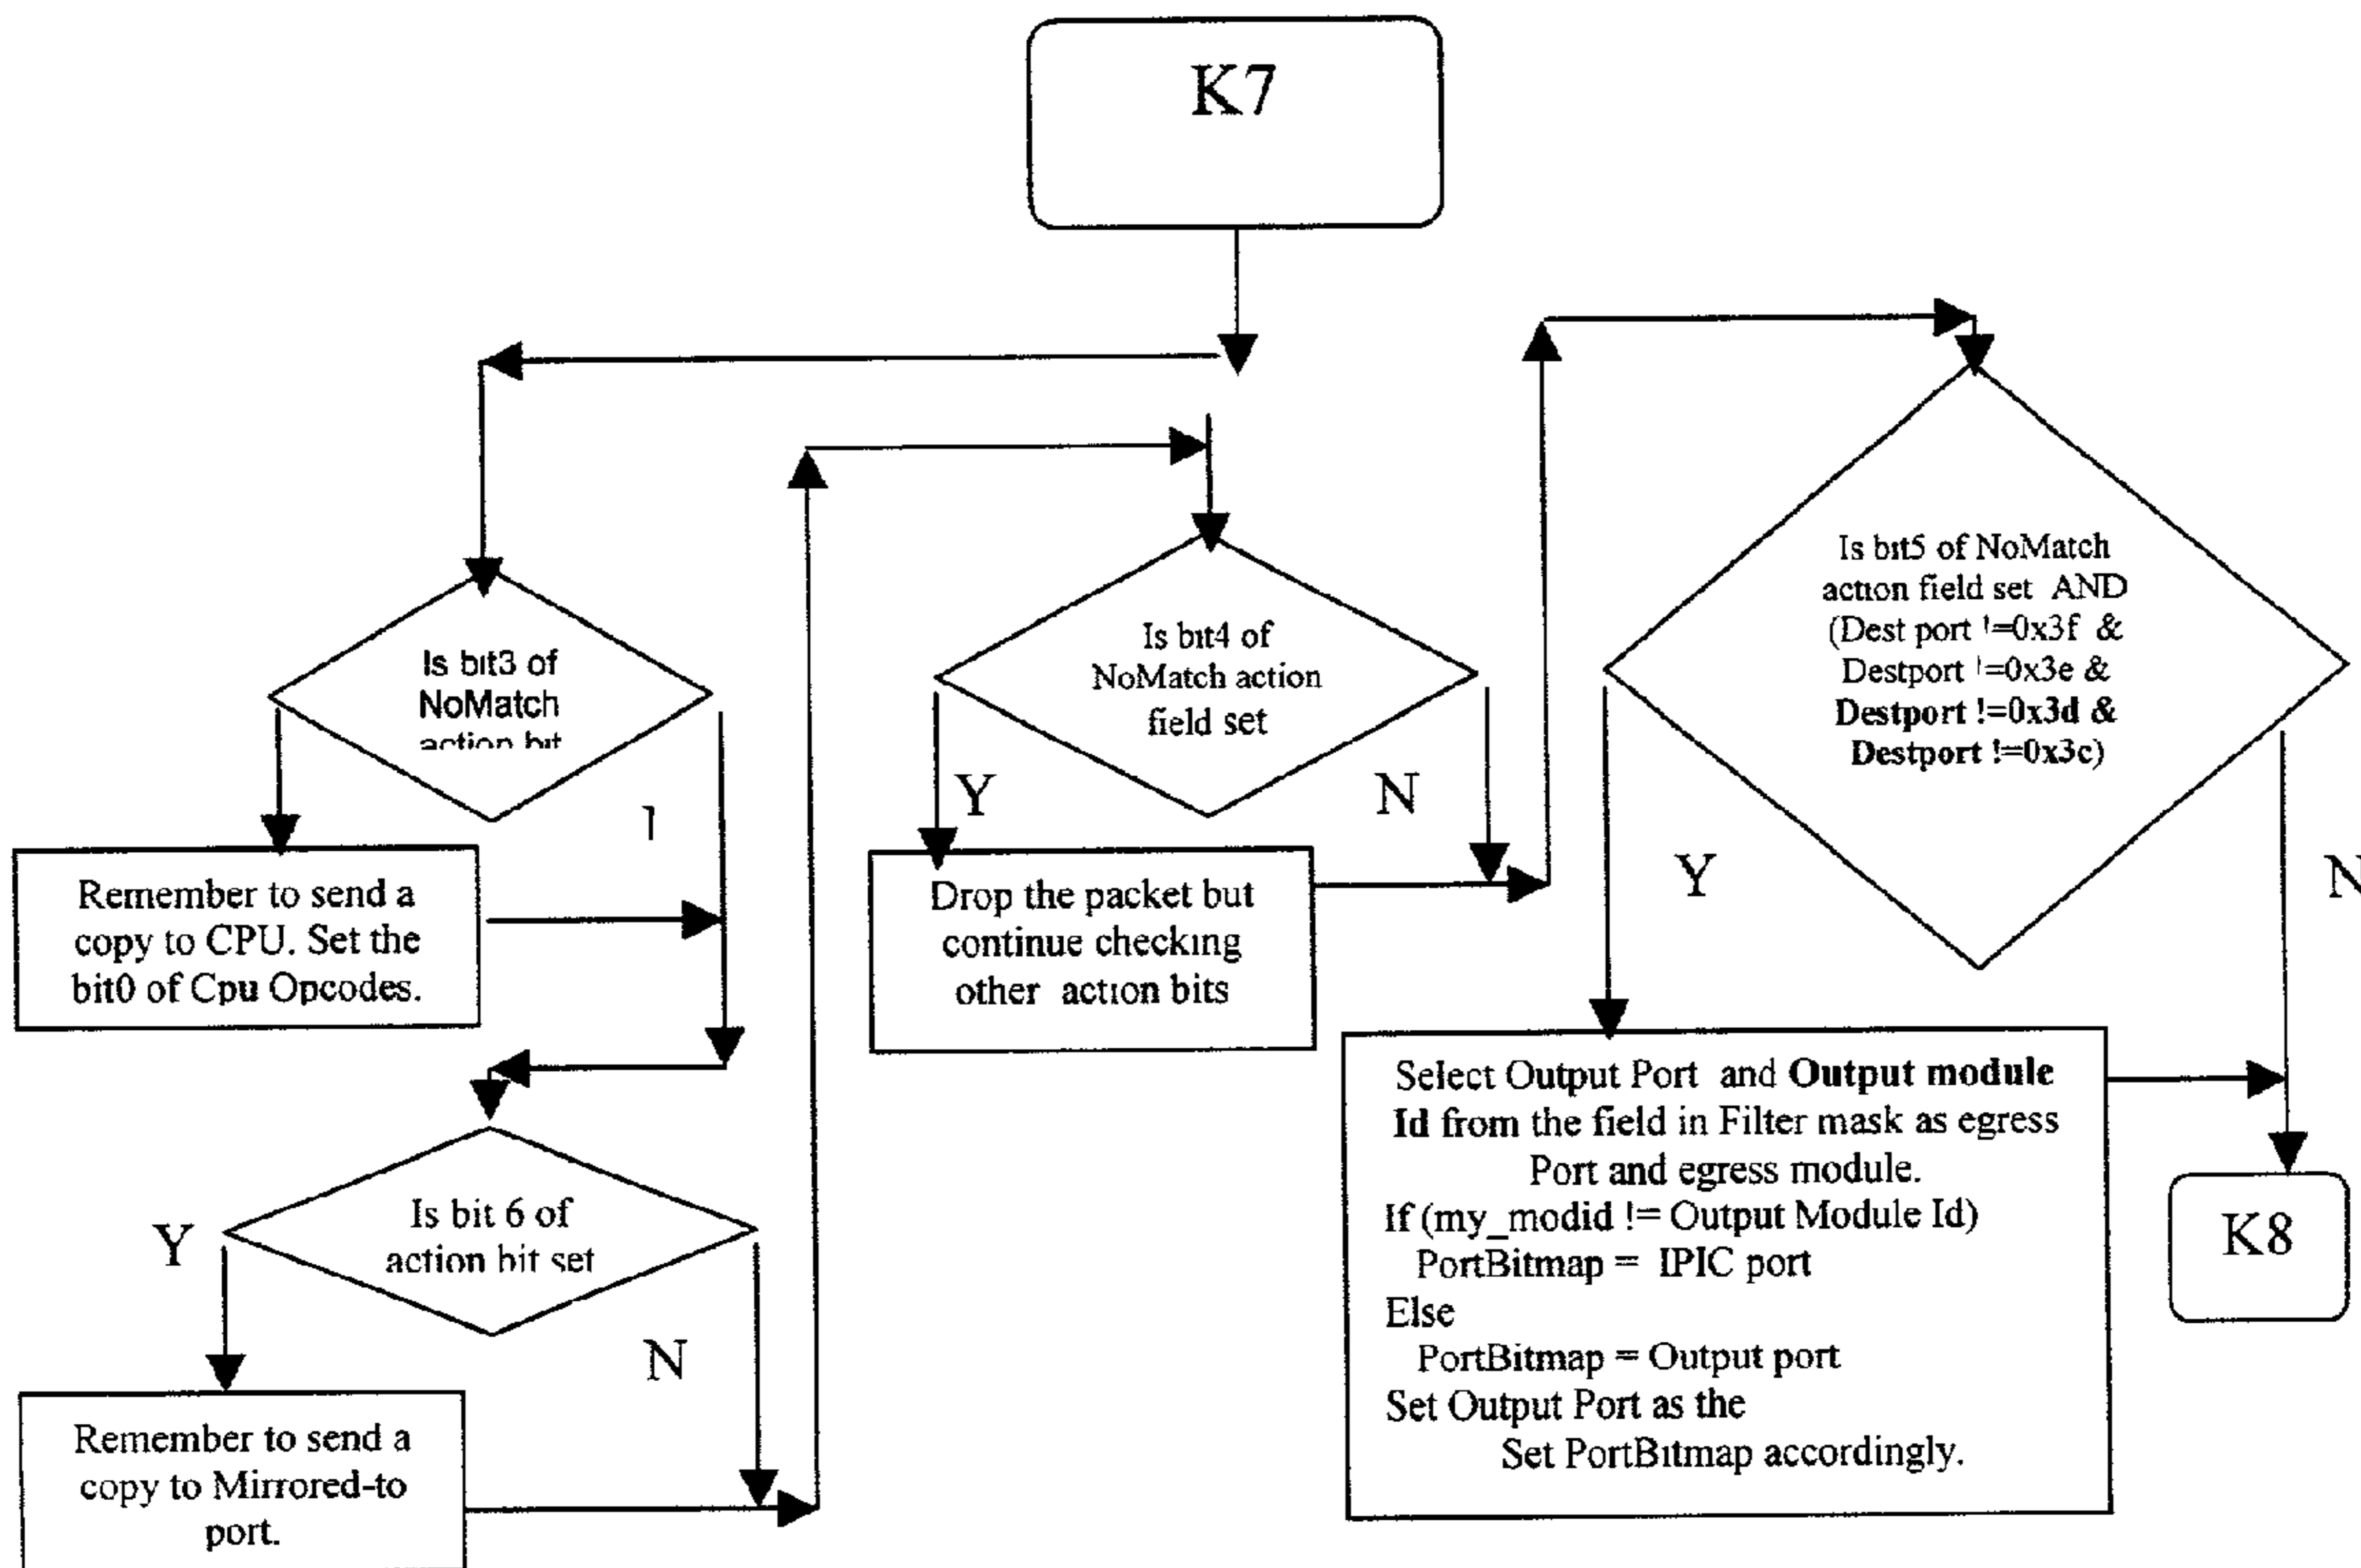 K7
Is bit3 of
NoMatch
action bit
Remember to send a
copy to CPU. Set the
bit0 of Cpu Opcodes.
Is bit 6 of
action bit set
Y
N
Remember to send a
copy to Mirrored-to
port.
Is bit4 of
NoMatch action
field set
Y
N
Drop the packet but
continue checking
other action bits
Is bit5 of NoMatch
action field set AND
(Dest port !=0x3f &
Destport !=0x3e &
Destport !=0x3d &
Destport !=0x3c)
Y
N
Select Output Port and Output module
Id from the field in Filter mask as egress
Port and egress module.
If (my_modid != Output Module Id)
PortBitmap = IPIC port
Else
PortBitmap = Output port
Set Output Port as the
Set PortBitmap accordingly.
K8